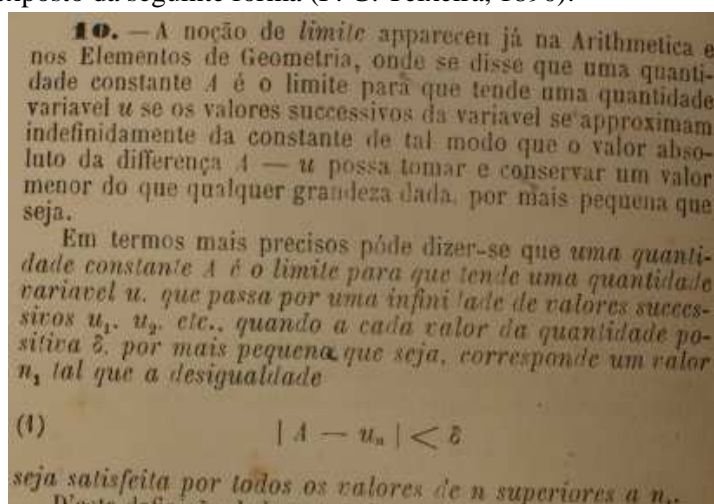 posto da seguinte forma (F. G. Teixeira, 1896):
10. — A noção de limite appareceu já na Arithmetica e
nos Elementos de Geometria, onde se disse que uma quanti-
dade constante A é o limite para que tende uma quantidade
variavel u se os valores successivos da variavel se approximam
indefinidamente da constante de tal modo que o valor abso-
luto da differença A — u possa tomar e conservar um valor
menor do que qualquer grandeza dada, por mais pequena que
seja.
Em termos mais precisos póde dizer-se que uma quanti-
dade constante A é o limite para que tende uma quantidade
variavel u, que passa por uma infinidade de valores succes-
sivos u₁, u₂, etc., quando a cada valor da quantidade po-
sitiva δ, por mais pequena que seja, corresponde um valor
n₁ tal que a desigualdade
(1) | A — uₙ | < δ
seja satisfeita por todos os valores de n superiores a n₁.